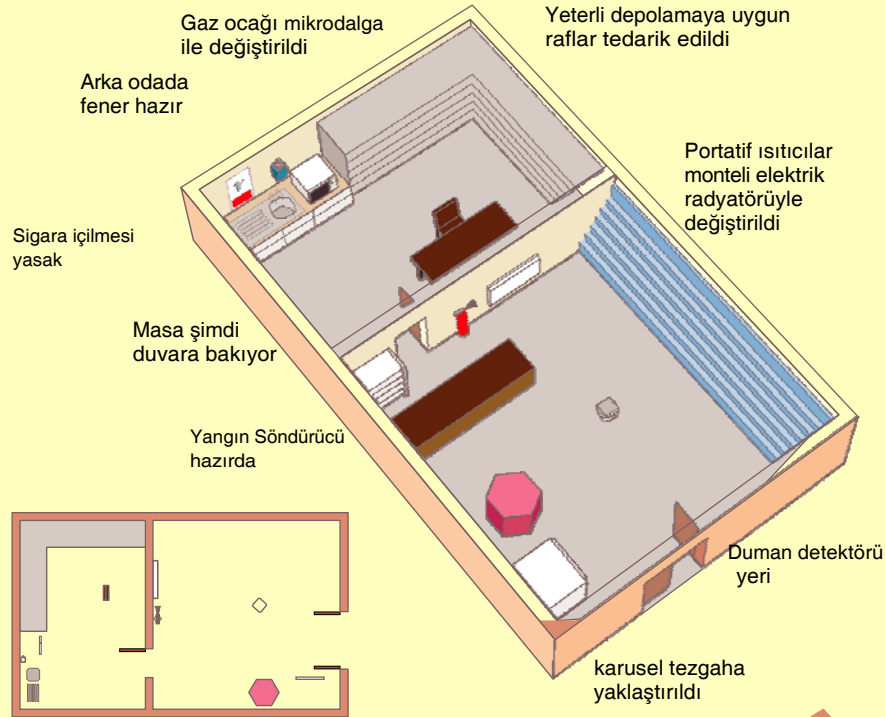 Gaz ocağı mikrodalga
ile değiştirildi
Yeterli depolamaya uygun
raflar tedarik edildi
Arka odada
fener hazır
Portatif ısıtıcılar
monteli elektrik
radyatörüyle
değiştirildi
Sigara içilmesi
yasak
Masa şimdi
duvara bakıyor
Yangın Söndürücü
hazırda
Duman detektörü
yeri
karusel tezgaha
yaklaştırıldı